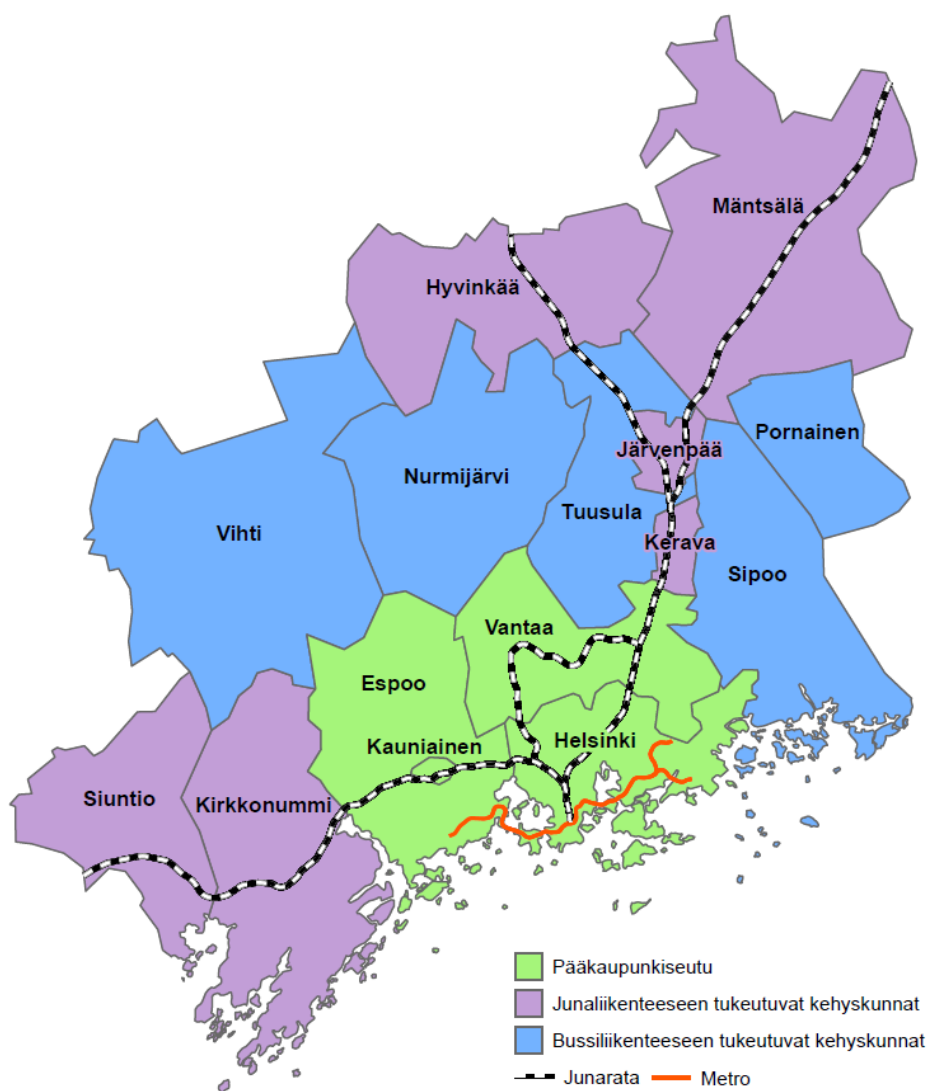 Mäntsälä
Hyvinkää
Pornainen
Järvenpää
Nurmijärvi
Tuusula
Vihti
Kerava
Sipoo
Vantaa
Espoo
Helsinki
Kauniainen
Siuntio
Kirkkonummi
Pääkaupunkiseutu
Junaliikenteeseen tukeutuvat kehyskunnat
Bussiliikenteeseen tukeutuvat kehyskunnat
Junarata Metro